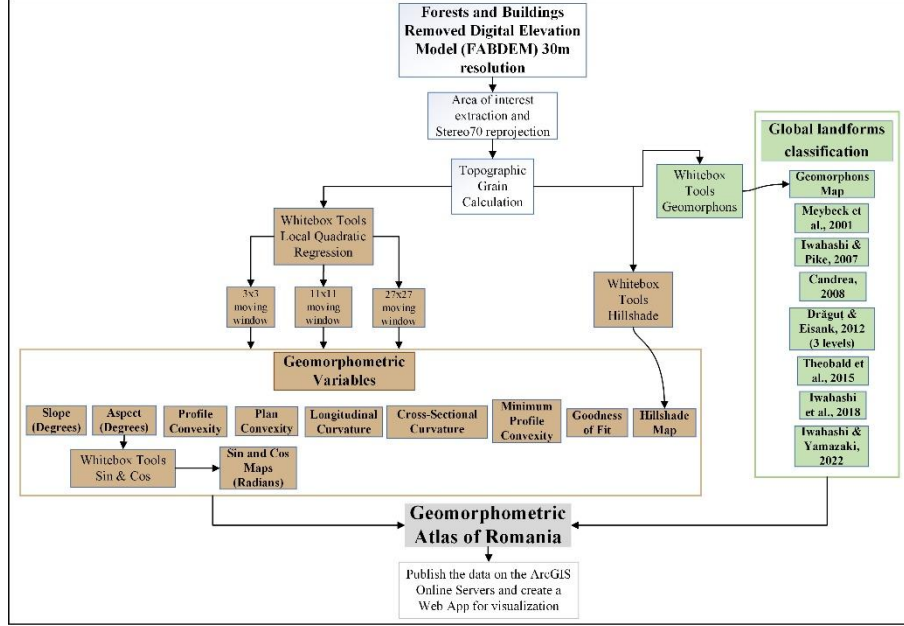 Forests and Buildings
Removed Digital Elevation
Model (FABDEM) 30m
resolution
Area of interest
extraction and
Stereo70 reprojection
Topographic
Grain
Calculation
Whitebox Tools
Local Quadratic
Regression
3x3
moving
window
11x11
moving
window
27x27
moving
window
Whitebox
Tools
Hillshade
Whitebox
Tools
Geomorphons
Global landforms
classification
Geomorphons
Map
Meybeck et
al., 2001
Iwahashi &
Pike, 2007
Candrea,
2008
Drăguț &
Eisank, 2012
(3 levels)
Theobald et
al., 2015
Iwahashi
et al., 2018
Iwahashi &
Yamazaki,
2022
Geomorphometric
Variables
Slope
(Degrees)
Aspect
(Degrees)
Profile
Convexity
Plan
Convexity
Longitudinal
Curvature
Cross-Sectional
Curvature
Minimum
Profile
Convexity
Goodness
of Fit
Hillshade
Map
Whitebox Tools
Sin & Cos
Sin and Cos
Maps
(Radians)
Geomorphometric
Atlas of Romania
Publish the data on the ArcGIS
Online Servers and create a
Web App for visualization